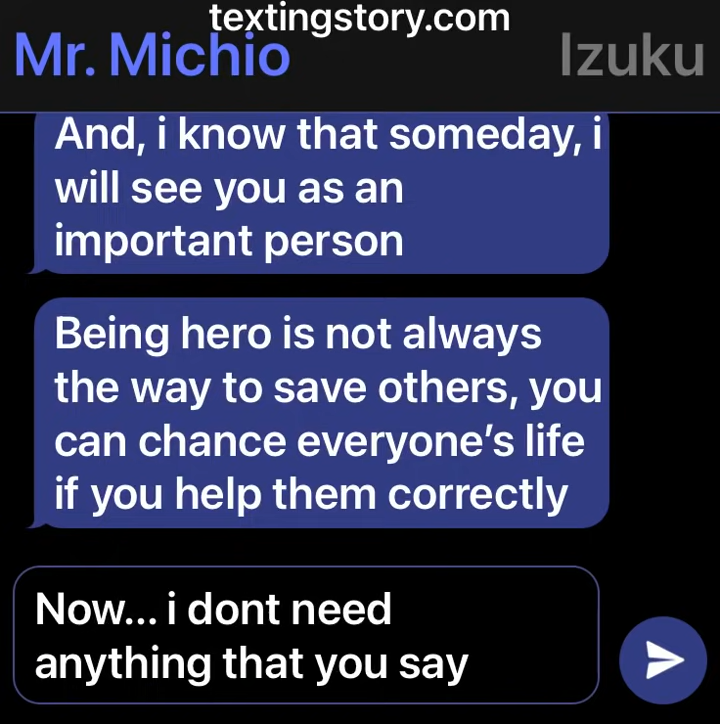 textingstory.com
Mr. Michio
Izuku
And, i know that someday, i
will see you as an
important person
Being hero is not always
the way to save others, you
can chance everyone's life
if you help them correctly
Now... i dont need
anything that you say